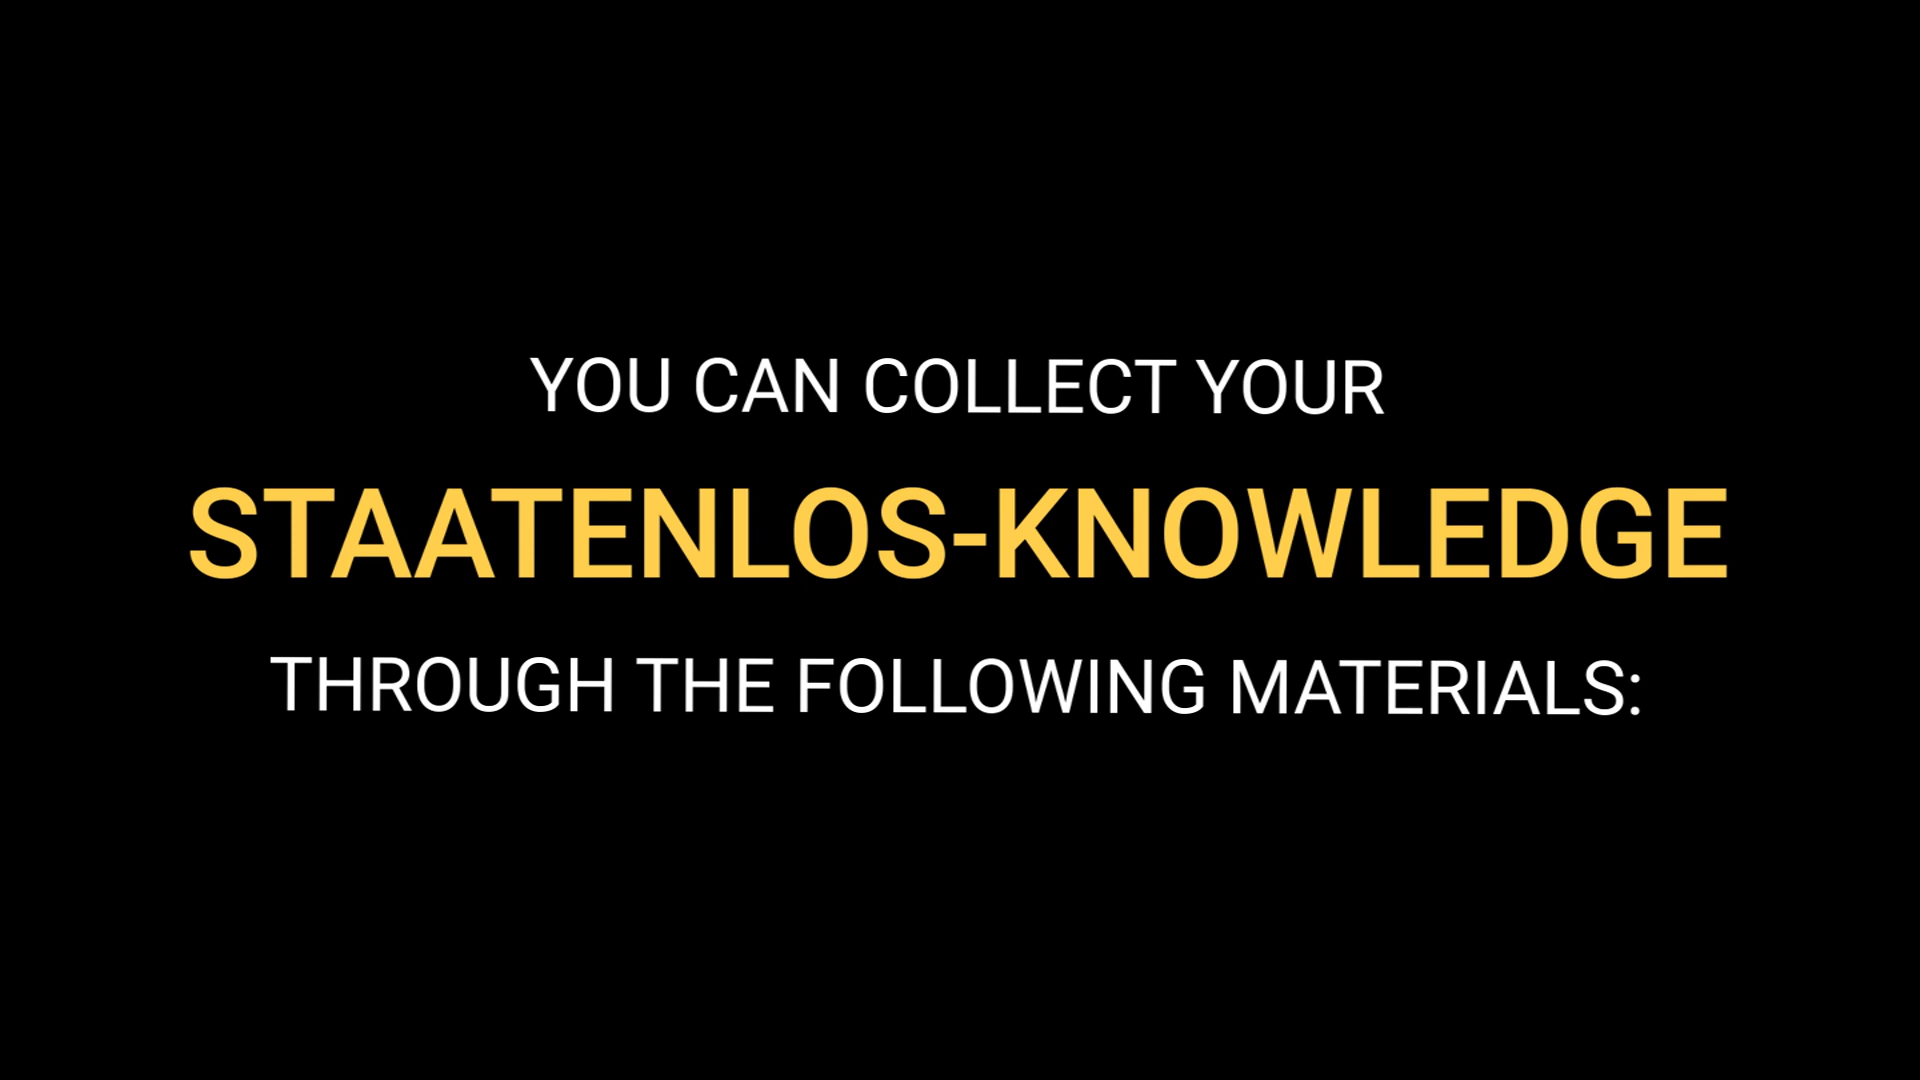 YOU CAN COLLECT YOUR
STAATENLOS-KNOWLEDGE
THROUGH THE FOLLOWING MATERIALS: